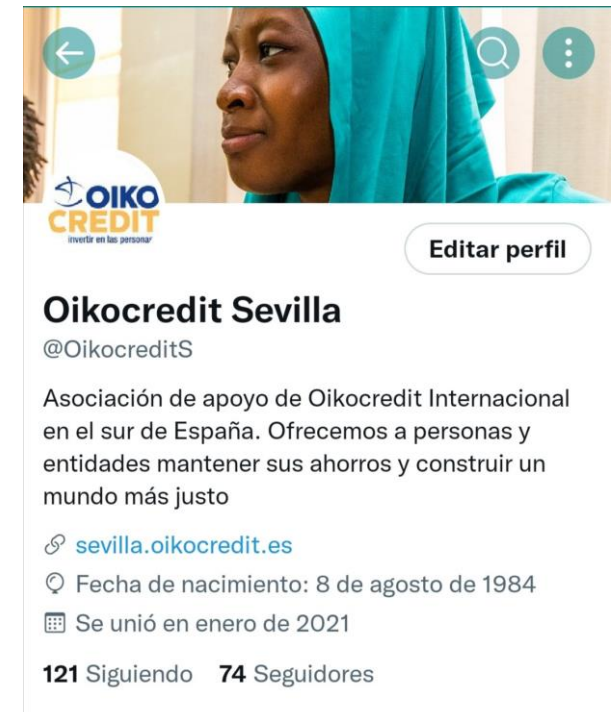 OIKO
CREDIT
invertir en las personas
Editar perfil
Oikocredit Sevilla
@OikocreditS
Asociación de apoyo de Oikocredit Internacional
en el sur de España. Ofrecemos a personas y
entidades mantener sus ahorros y construir un
mundo más justo
sevilla.oikocredit.es
Fecha de nacimiento: 8 de agosto de 1984
Se unió en enero de 2021
121 Siguiendo 74 Seguidores